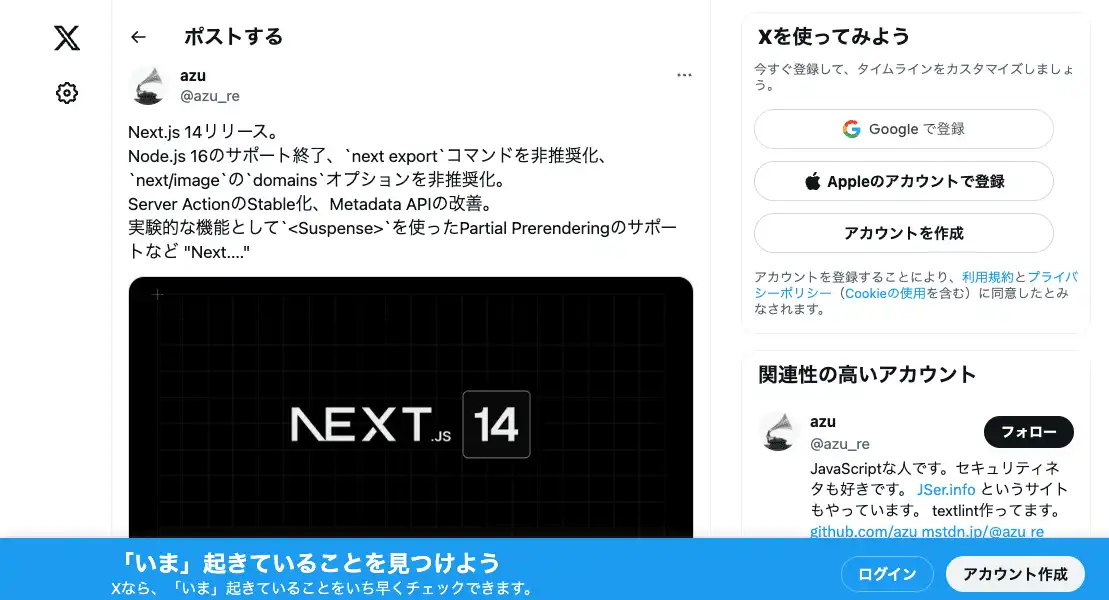 ポストする
azu
@azu_re
Next.js 14リリース。
Node.js 16のサポート終了、`next export`コマンドを非推奨化、
`next/image`の`domains`オプションを非推奨化。
Server ActionのStable化、Metadata APIの改善。
実験的な機能として`<Suspense>`を使ったPartial Prerenderingのサポー
トなど "Next...."
NEXT.JS 14
Xを使ってみよう
今すぐ登録して、タイムラインをカスタマイズしましょ
う。
Google で登録
Appleのアカウントで登録
アカウントを作成
アカウントを登録することにより、利用規約とプライバ
シーポリシー（Cookieの使用を含む）に同意したとみ
なされます。
関連性の高いアカウント
azu
@azu_re
フォロー
JavaScriptな人です。セキュリティネ
タも好きです。 JSer.info というサイト
もやっています。 textlint作ってます。
github.com/azu mstdn.jp/@azu_re
「いま」起きていることを見つけよう
Xなら、「いま」起きていることをいち早くチェックできます。
ログイン
アカウント作成